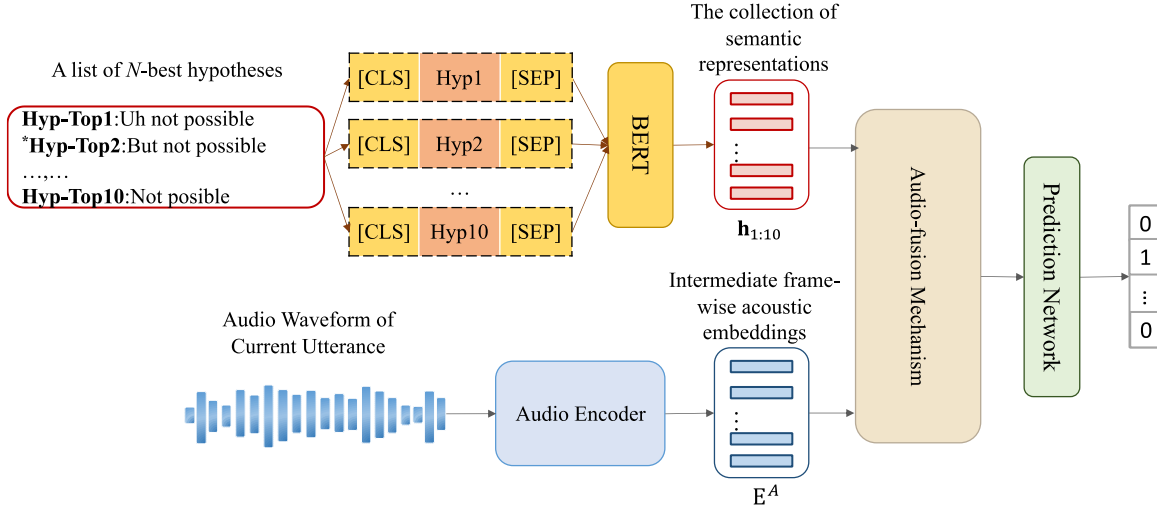 A list of N-best hypotheses
Hyp-Top1:Uh not possible
*Hyp-Top2:But not possible
...,...
Hyp-Top10:Not posible
[CLS] Hyp1 [SEP]
[CLS] Hyp2 [SEP]
...
[CLS] Hyp10 [SEP]
BERT
The collection of
semantic
representations
...
h1:10
Audio Waveform of
Current Utterance
Audio Encoder
Intermediate frame-
wise acoustic
embeddings
...
E^A
Audio-fusion Mechanism
Prediction Network
0
1
...
0